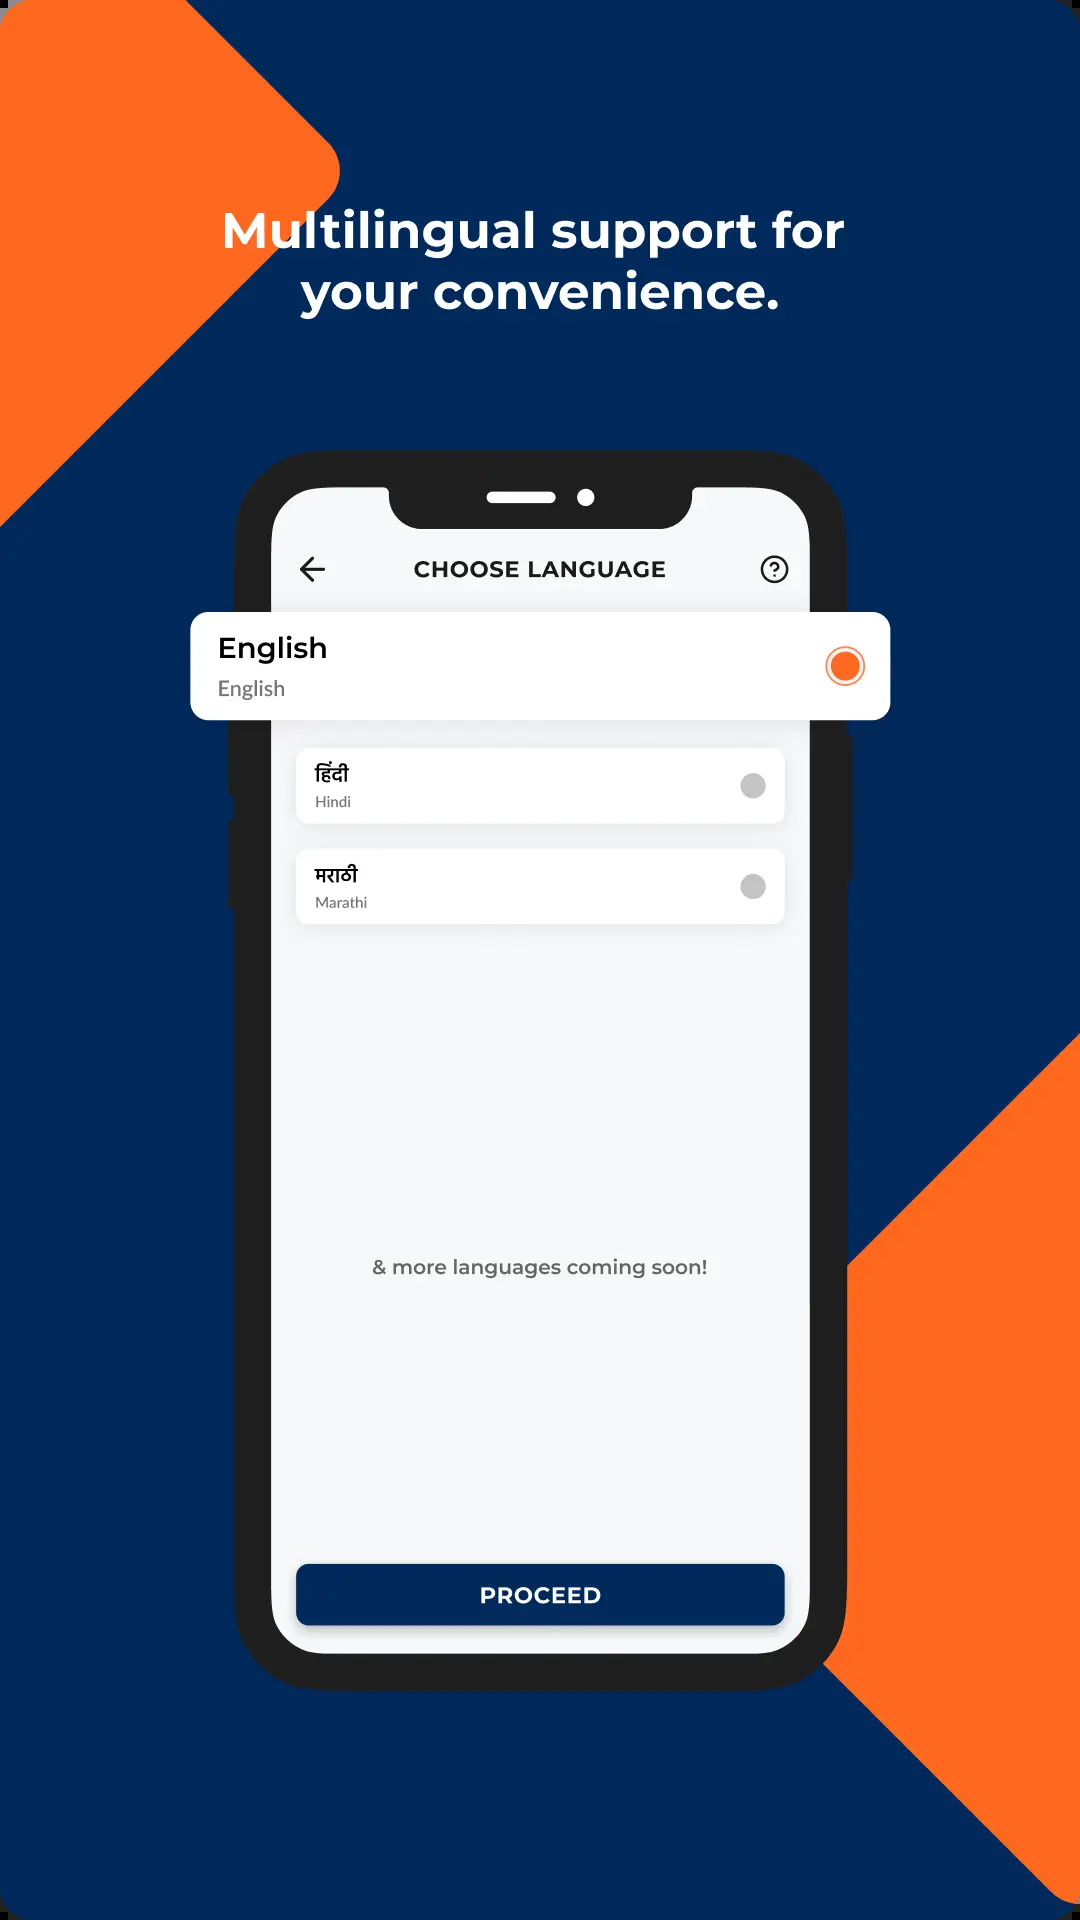 Multilingual support for
your convenience.
CHOOSE LANGUAGE
English
English
हिंदी
Hindi
मराठी
Marathi
& more languages coming soon!
PROCEED